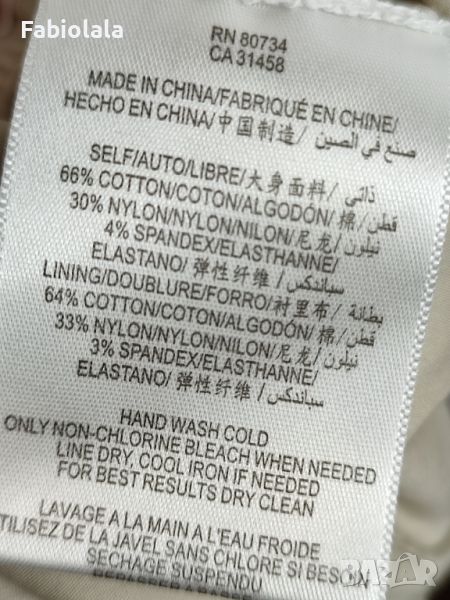 Fabiolala
RN 80734
CA 31458
MADE IN CHINA/FABRIQUÉ EN CHINE/
HECHO EN CHINA/中国制造/ صنع في الصين
SELF/AUTO/LIBRE/大身面料/ ذاتي
66% COTTON/COTON/ALGODÓN/棉/قطن
30% NYLON/NYLON/NILON/尼龙/نيلون
4% SPANDEX/ELASTHANNE/
ELASTANO/弹性纤维/سباندكس
LINING/DOUBLURE/FORRO/衬里布/بطانة
64% COTTON/COTON/ALGODÓN/棉/قطن
33% NYLON/NYLON/NILON/尼龙/نيلون
3% SPANDEX/ELASTHANNE/
ELASTANO/弹性纤维/سباندكس
HAND WASH COLD
ONLY NON-CHLORINE BLEACH WHEN NEEDED
LINE DRY, COOL IRON IF NEEDED
FOR BEST RESULTS DRY CLEAN
LAVAGE A LA MAIN A L'EAU FROIDE
UTILISEZ DE LA JAVEL SANS CHLORE SI BESOIN
SECHAGE SUSPENDU
BAZAR